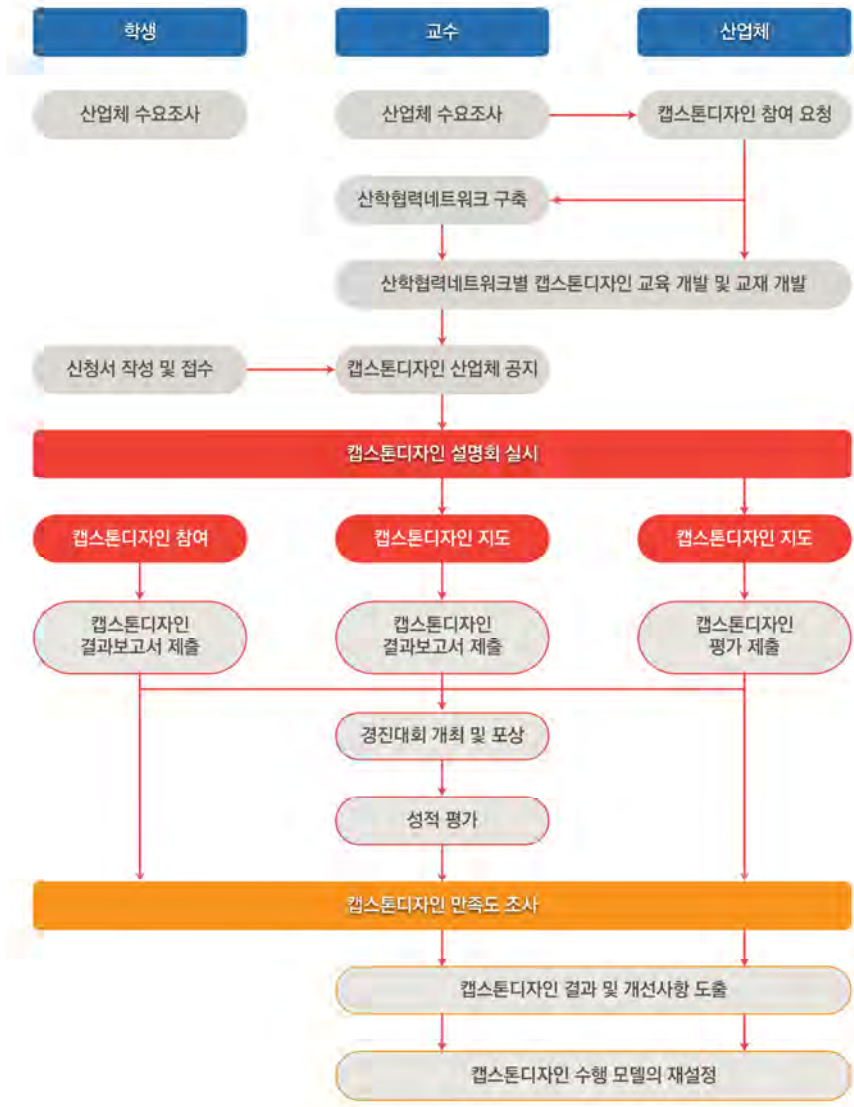 학생
교수
산업체
산업체 수요조사
산업체 수요조사
캡스톤디자인 참여 요청
산학협력네트워크 구축
산학협력네트워크별 캡스톤디자인 교육 개발 및 교재 개발
신청서 작성 및 접수
캡스톤디자인 산업체 공지
캡스톤디자인 설명회 실시
캡스톤디자인 참여
캡스톤디자인 지도
캡스톤디자인 지도
캡스톤디자인
결과보고서 제출
캡스톤디자인
결과보고서 제출
캡스톤디자인
평가 제출
경진대회 개최 및 포상
성적 평가
캡스톤디자인 만족도 조사
캡스톤디자인 결과 및 개선사항 도출
캡스톤디자인 수행 모델의 재설정